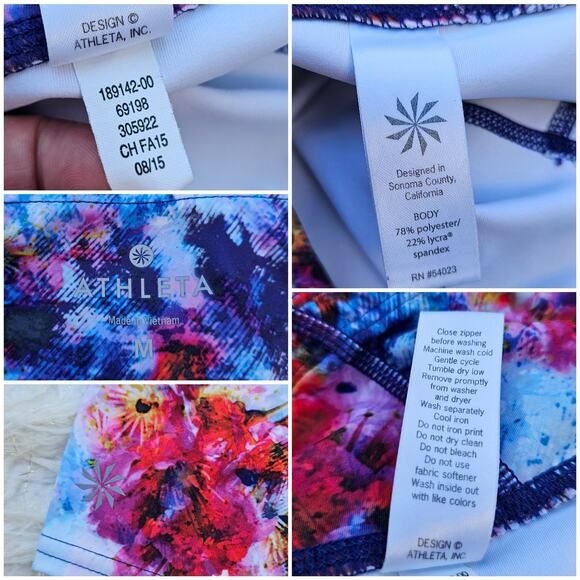 DESIGN ©
ATHLETA, INC.
189142-00
69198
305922
CH FA15
08/15
Designed in
Sonoma County,
California
BODY
78% polyester/
22% lycra®
spandex
RN #54023
ATHLETA
Made in Vietnam
M
Close zipper
before washing
Machine wash cold
Gentle cycle
Tumble dry low
Remove promptly
from washer
and dryer
Wash separately
Cool iron
Do not iron print
Do not dry clean
Do not bleach
Do not use
fabric softener
Wash inside out
with like colors
DESIGN ©
ATHLETA, INC.